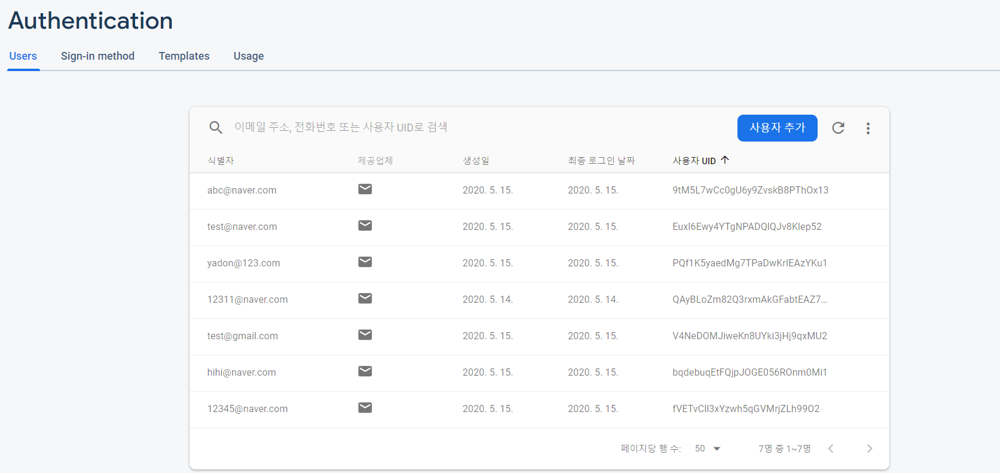 Authentication
Users Sign-in method Templates Usage
이메일 주소, 전화번호 또는 사용자 UID로 검색 사용자 추가
식별자 제공업체 생성일 최종 로그인 날짜 사용자 UID
abc@naver.com 2020. 5. 15. 2020. 5. 15. 9tM5L7wCc0gU6y9ZvskB8PThOx13
test@naver.com 2020. 5. 15. 2020. 5. 15. EuxI6Ewy4YTgNPADQIQJv8Klep52
yadon@123.com 2020. 5. 15. 2020. 5. 15. PQf1K5yaedMg7TPaDwKrIEAzYKu1
12311@naver.com 2020. 5. 14. 2020. 5. 14. QAyBLoZm82Q3rxmAkGFabtEAZ7...
test@gmail.com 2020. 5. 15. 2020. 5. 15. V4NeDOMJiweKn8UYki3jHj9qxMU2
hihi@naver.com 2020. 5. 15. 2020. 5. 15. bqdebuqEtFQjpJOGE056ROnm0Mi1
12345@naver.com 2020. 5. 15. 2020. 5. 15. fVETvCIl3xYzwh5qGVMrjZLh99O2
페이지당 행 수: 50 7명 중 1~7명